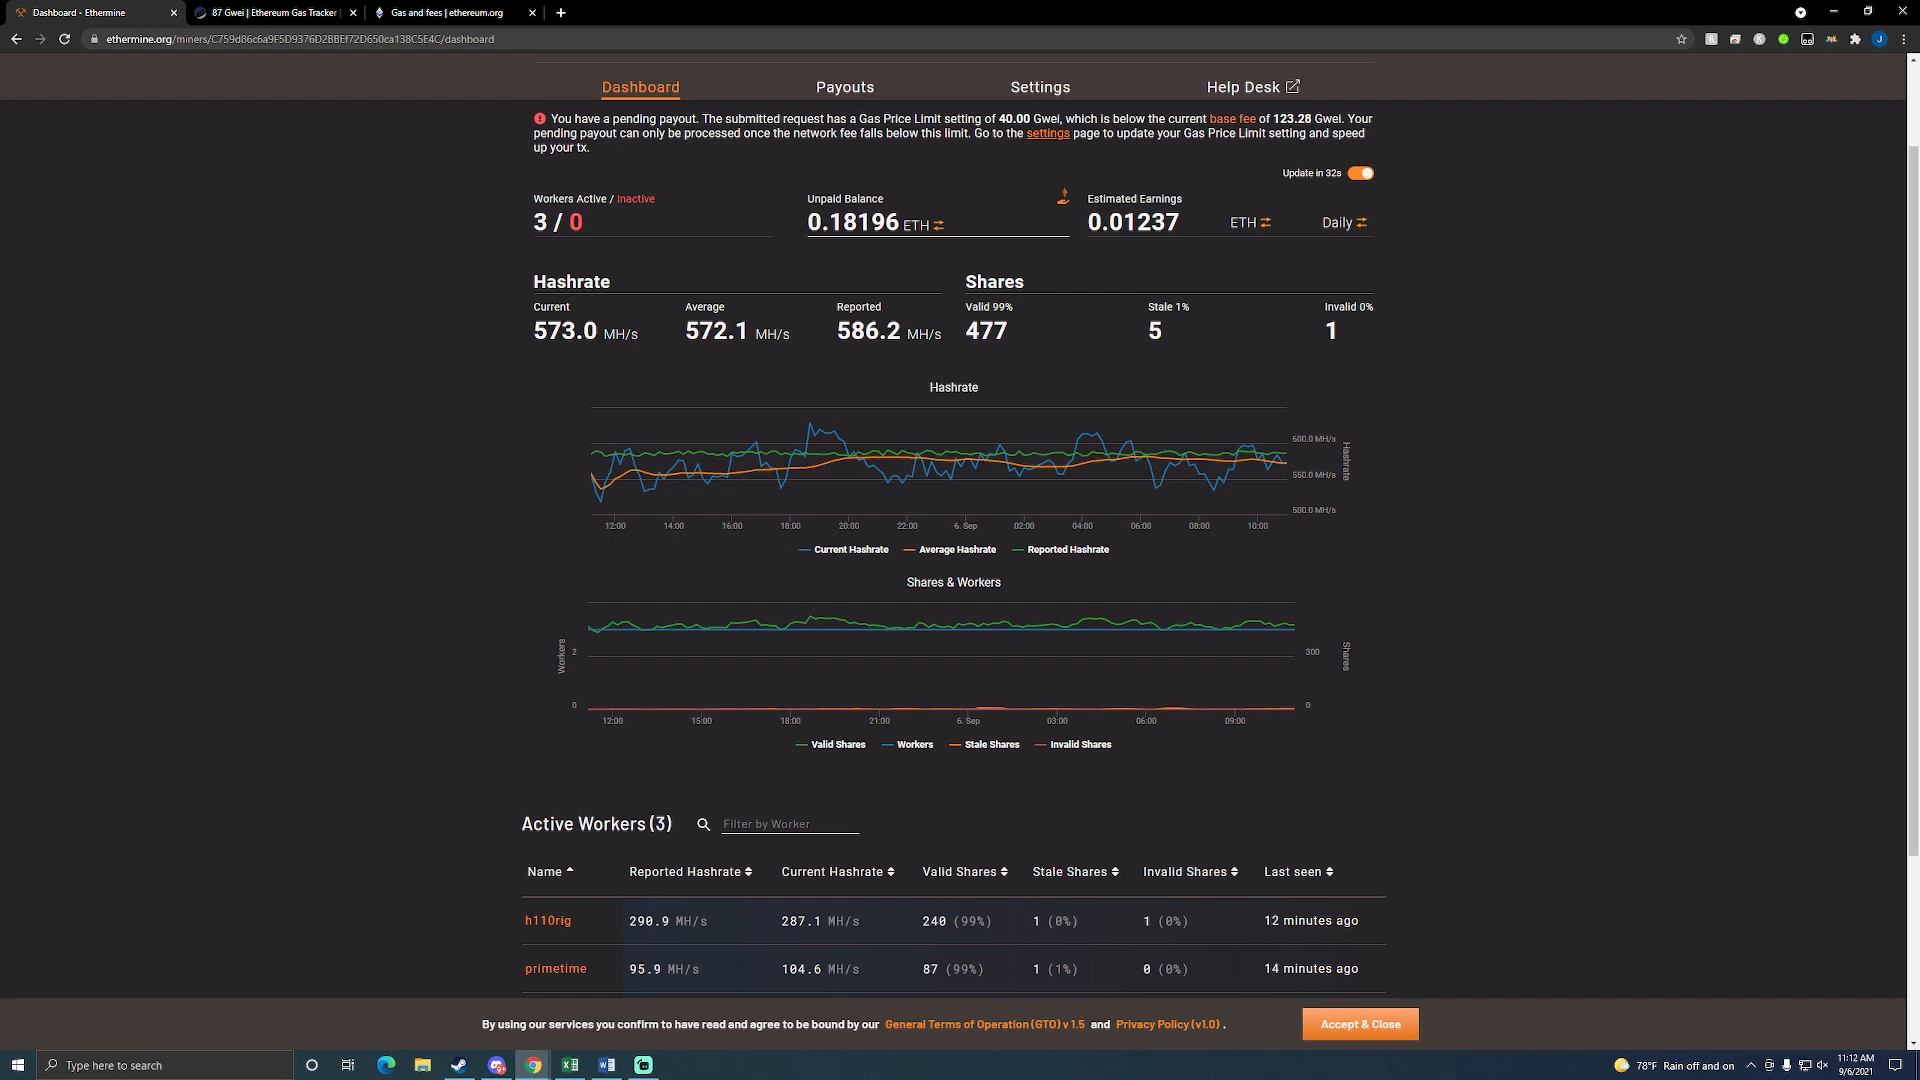 Dashboard - Ethermine
87 Gwei | Ethereum Gas Tracker
Gas and fees | ethereum.org
ethermine.org/miners/C759d86c6a9F5D9376D2BBEf72D650ca138C5E4C/dashboard
Dashboard Payouts Settings Help Desk
You have a pending payout. The submitted request has a Gas Price Limit setting of 40.00 Gwei, which is below the current base fee of 123.28 Gwei. Your
pending payout can only be processed once the network fee falls below this limit. Go to the settings page to update your Gas Price Limit setting and speed
up your tx.
Update in 32s
Workers Active / Inactive Unpaid Balance Estimated Earnings
3 / 0 0.18196 ETH 0.01237 ETH Daily
Hashrate Shares
Current Average Reported Valid 99% Stale 1% Invalid 0%
573.0 MH/s 572.1 MH/s 586.2 MH/s 477 5 1
Hashrate
600.0 MH/s
550.0 MH/s
500.0 MH/s
Hashrate
12:00 14:00 16:00 18:00 20:00 22:00 6. Sep 02:00 04:00 06:00 08:00 10:00
Current Hashrate Average Hashrate Reported Hashrate
Shares & Workers
Workers
2 300
0 0
Shares
12:00 15:00 18:00 21:00 6. Sep 03:00 06:00 09:00
Valid Shares Workers Stale Shares Invalid Shares
Active Workers (3) Filter by Worker
Name Reported Hashrate Current Hashrate Valid Shares Stale Shares Invalid Shares Last seen
h110rig 290.9 MH/s 287.1 MH/s 240 (99%) 1 (0%) 1 (0%) 12 minutes ago
primetime 95.9 MH/s 104.6 MH/s 87 (99%) 1 (1%) 0 (0%) 14 minutes ago
By using our services you confirm to have read and agree to be bound by our General Terms of Operation (GTO) v 1.5 and Privacy Policy (v1.0) . Accept & Close
Type here to search
78°F Rain off and on
11:12 AM
9/6/2021